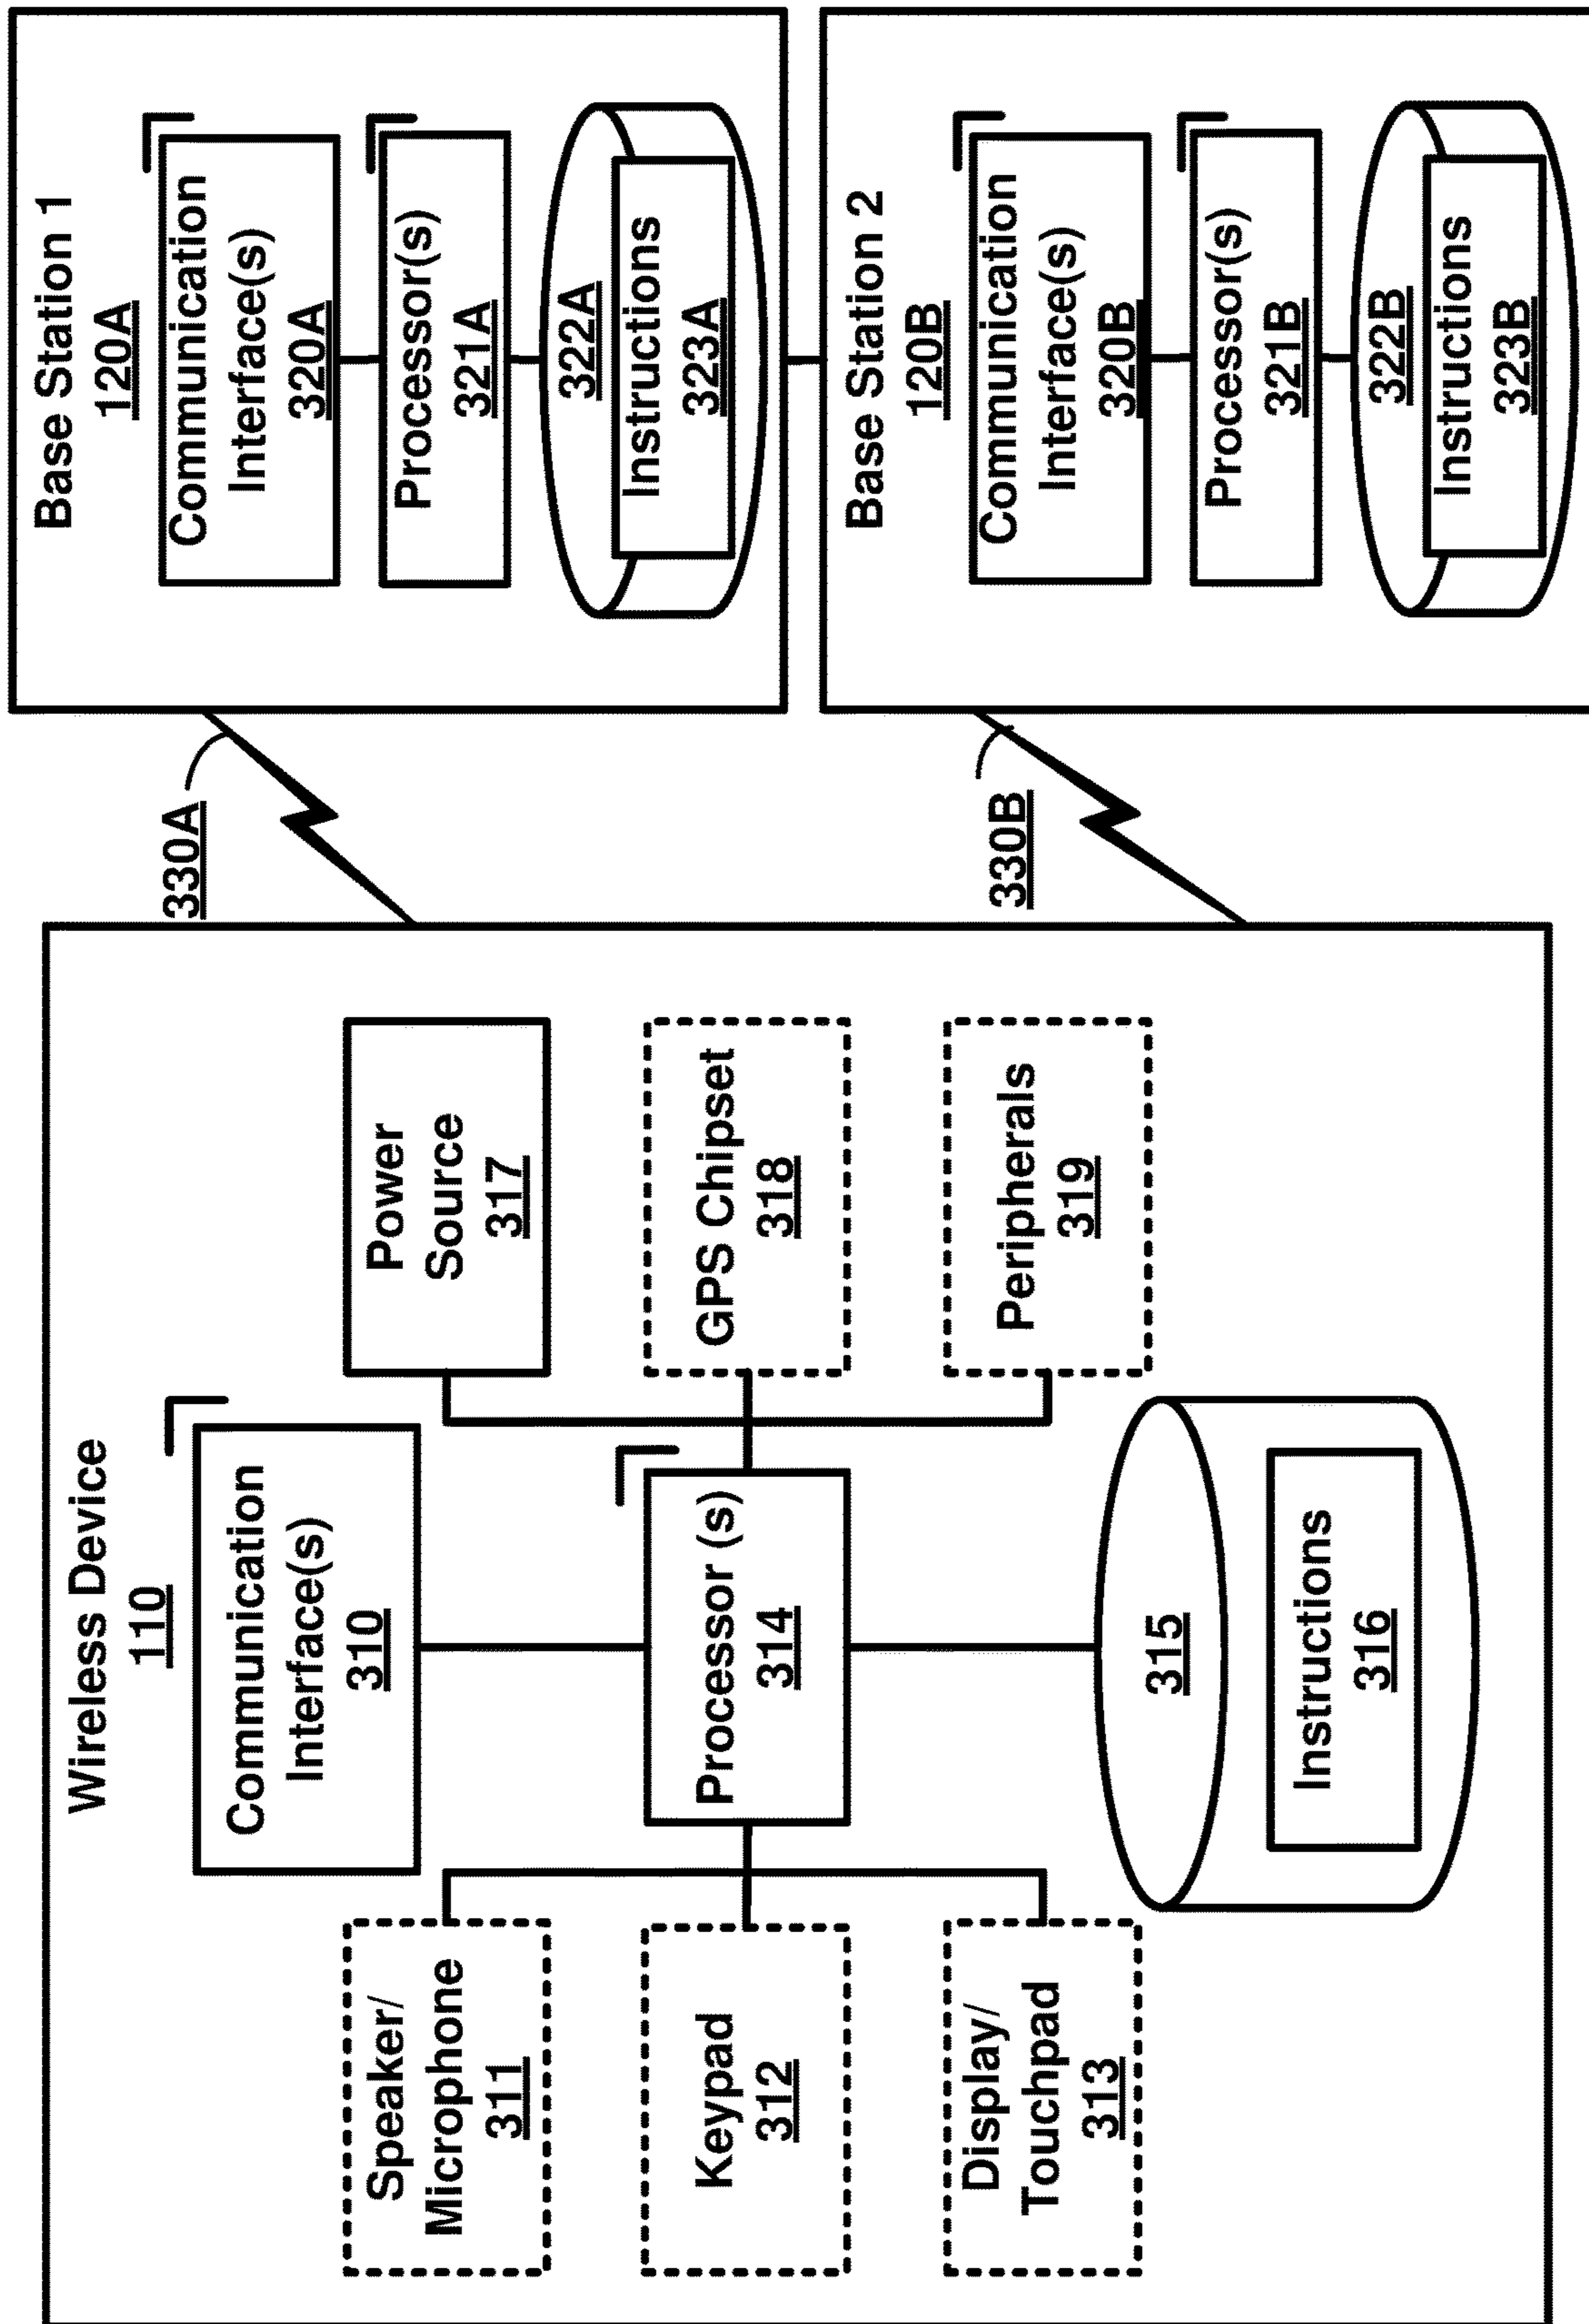 Wireless Device
110
Communication
Interface(s)
310
Speaker/
Microphone
311
Keypad
312
Display/
Touchpad
313
Processor (s)
314
315
Instructions
316
Power
Source
317
GPS Chipset
318
Peripherals
319
330A
330B
Base Station 1
120A
Communication
Interface(s)
320A
Processor(s)
321A
322A
Instructions
323A
Base Station 2
120B
Communication
Interface(s)
320B
Processor(s)
321B
322B
Instructions
323B